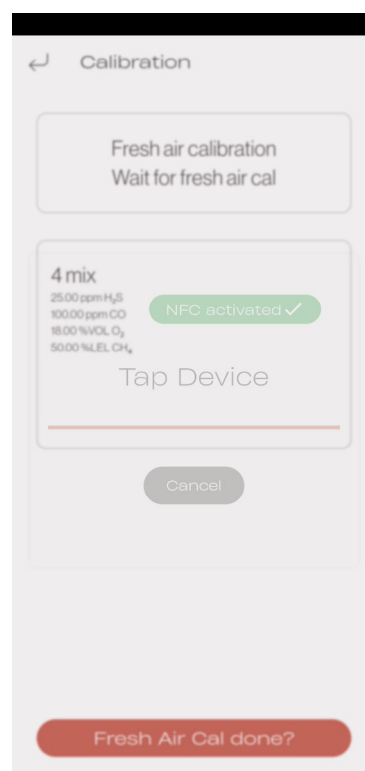 Calibration
Fresh air calibration
Wait for fresh air cal
4 mix
25.00 ppm H₂S
100.00 ppm CO
18.00 %VOL O₂
50.00 %LEL CH₄
NFC activated ✓
Tap Device
Cancel
Fresh Air Cal done?